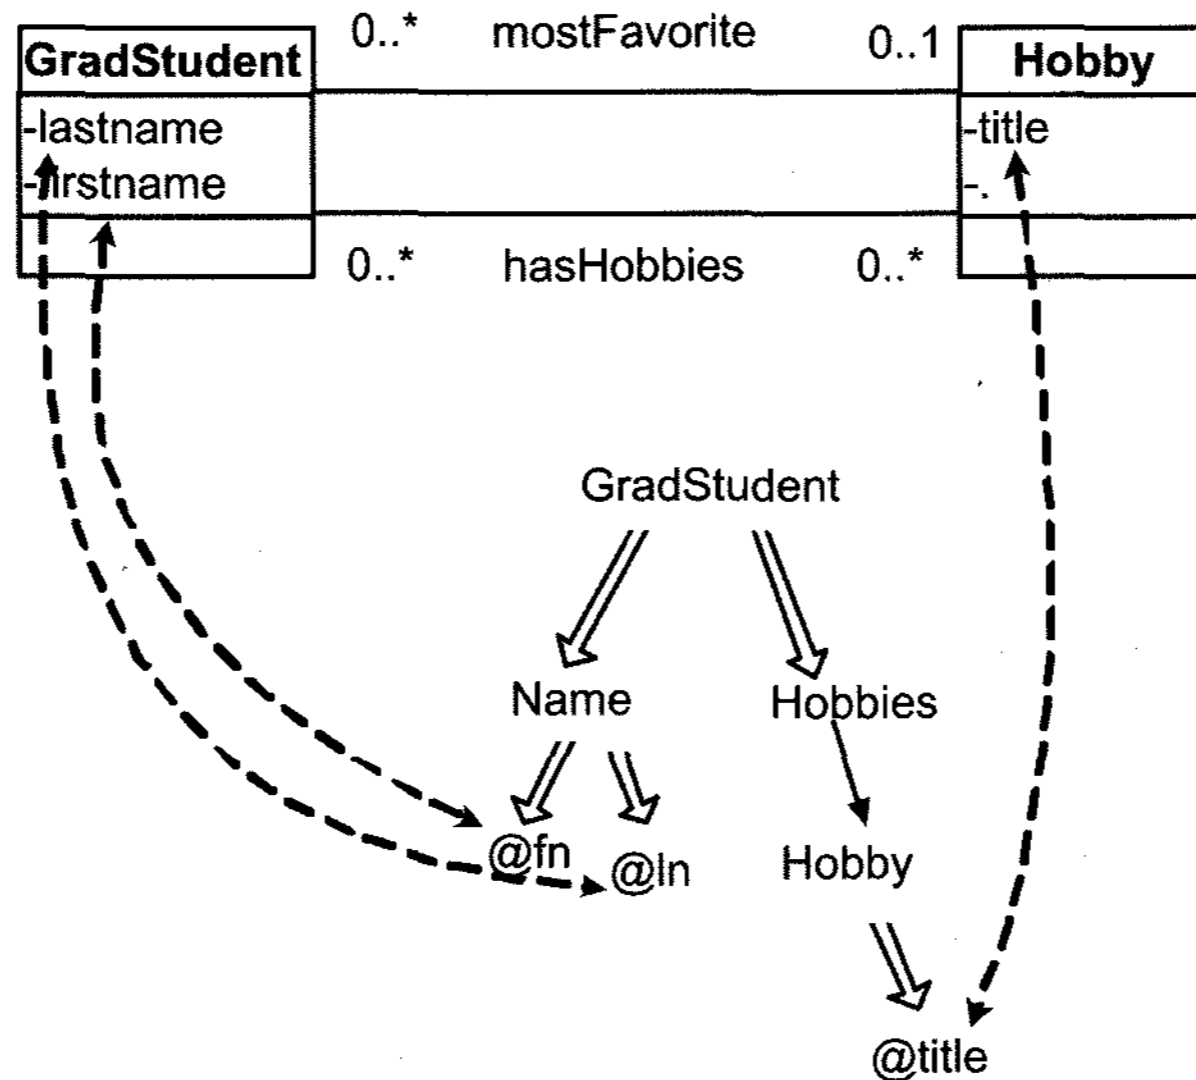 0..* mostFavorite 0..1
GradStudent Hobby
-lastname -title
-firstname -.
0..* hasHobbies 0..*
GradStudent
Name Hobbies
@fn @ln Hobby
@title